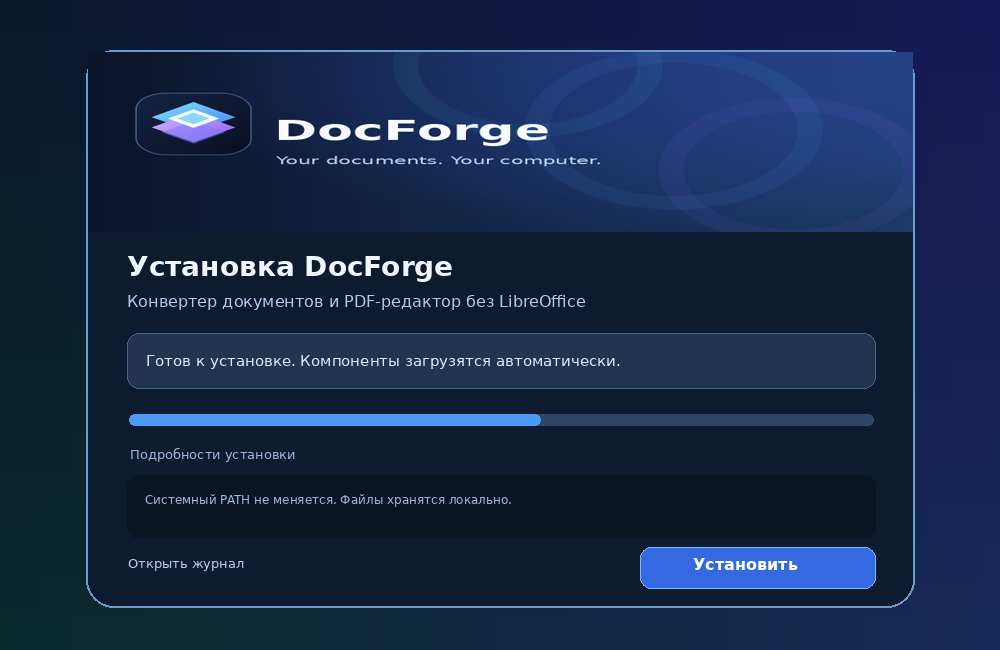 DocForge
Your documents. Your computer.
Установка DocForge
Конвертер документов и PDF-редактор без LibreOffice
Готов к установке. Компоненты загрузятся автоматически.
Подробности установки
Системный PATH не меняется. Файлы хранятся локально.
Открыть журнал
Установить